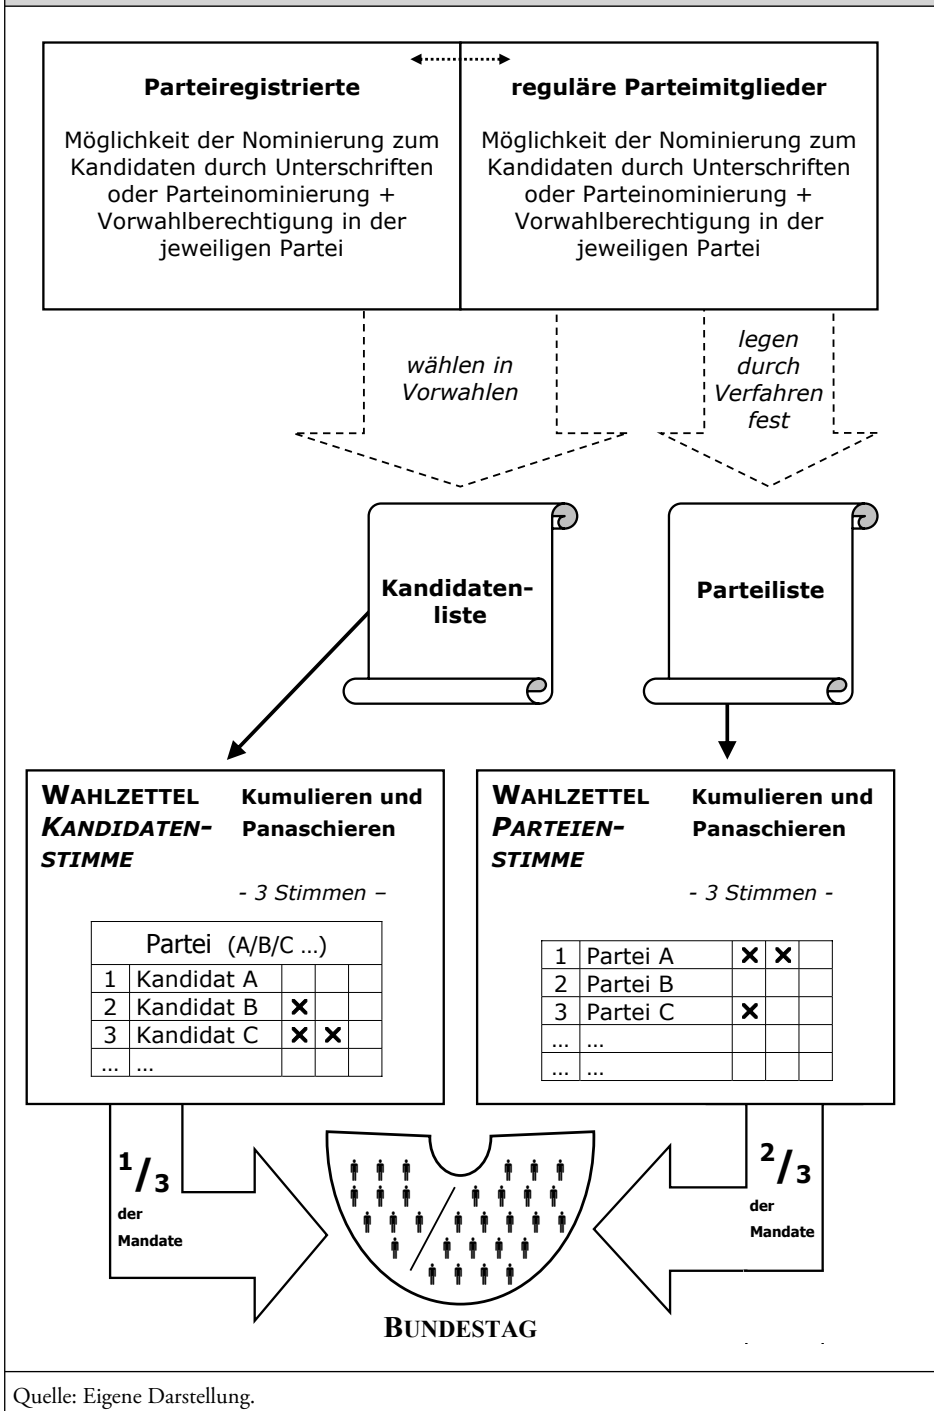 Parteiregistrierte
Möglichkeit der Nominierung zum
Kandidaten durch Unterschriften
oder Parteinominierung +
Vorwahlberechtigung in der
jeweiligen Partei
reguläre Parteimitglieder
Möglichkeit der Nominierung zum
Kandidaten durch Unterschriften
oder Parteinominierung +
Vorwahlberechtigung in der
jeweiligen Partei
wählen in
Vorwahlen
legen
durch
Verfahren
fest
Kandidaten-
liste
Parteiliste
WAHLZETTEL Kumulieren und
KANDIDATEN- Panaschieren
STIMME
- 3 Stimmen –
Partei (A/B/C ...)
1 Kandidat A
2 Kandidat B × 
3 Kandidat C × ×
... ...
WAHLZETTEL Kumulieren und
PARTEIEN- Panaschieren
STIMME
- 3 Stimmen -
1 Partei A × ×
2 Partei B
3 Partei C ×
... ...
... ...
1/3
der
Mandate
2/3
der
Mandate
BUNDESTAG
Quelle: Eigene Darstellung.